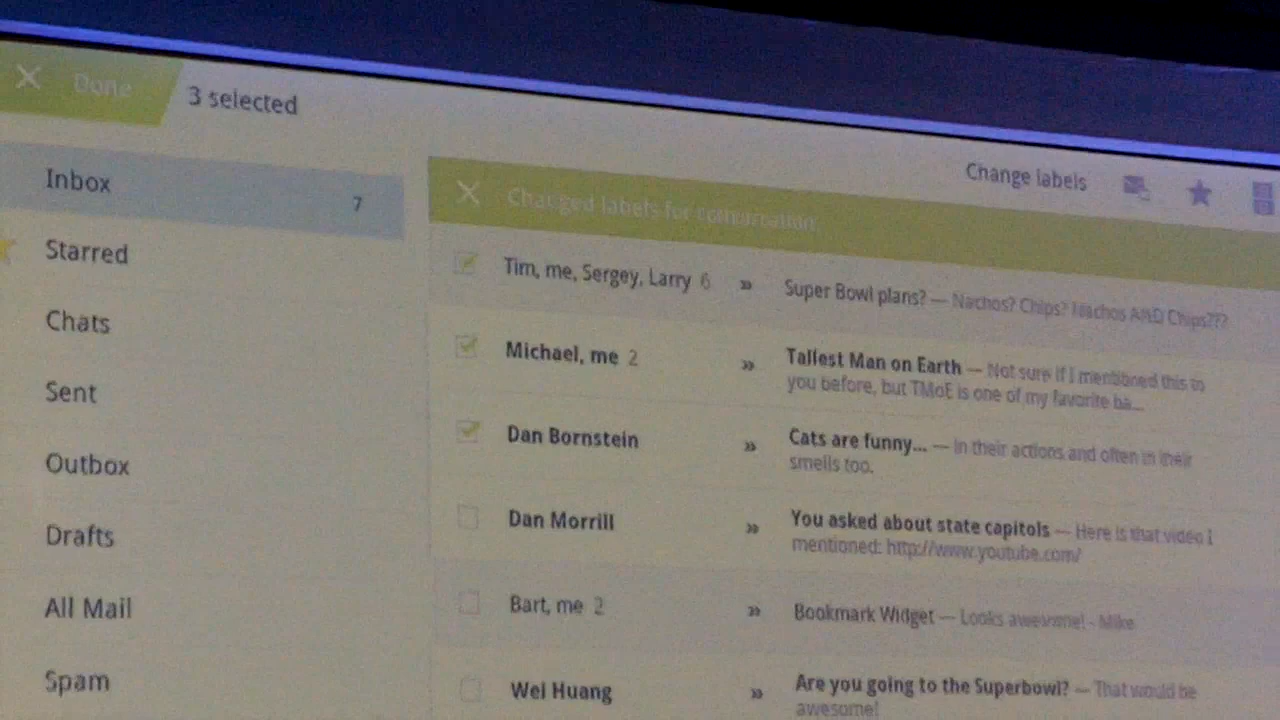 Done
3 selected
Change labels
Inbox 7
Starred
Chats
Sent
Outbox
Drafts
All Mail
Spam
Changed labels for conversation.
Tim, me, Sergey, Larry 6 » Super Bowl plans? — Nachos? Chips? Nachos AND Chips???
Michael, me 2 » Tallest Man on Earth — Not sure if I mentioned this to
you before, but TMoE is one of my favorite ba...
Dan Bornstein » Cats are funny... — In their actions and often in their
smells too.
Dan Morrill » You asked about state capitols — Here is that video I
mentioned: http://www.youtube.com/
Bart, me 2 » Bookmark Widget — Looks awesome! - Mike
Wei Huang » Are you going to the Superbowl? — That would be
awesome!